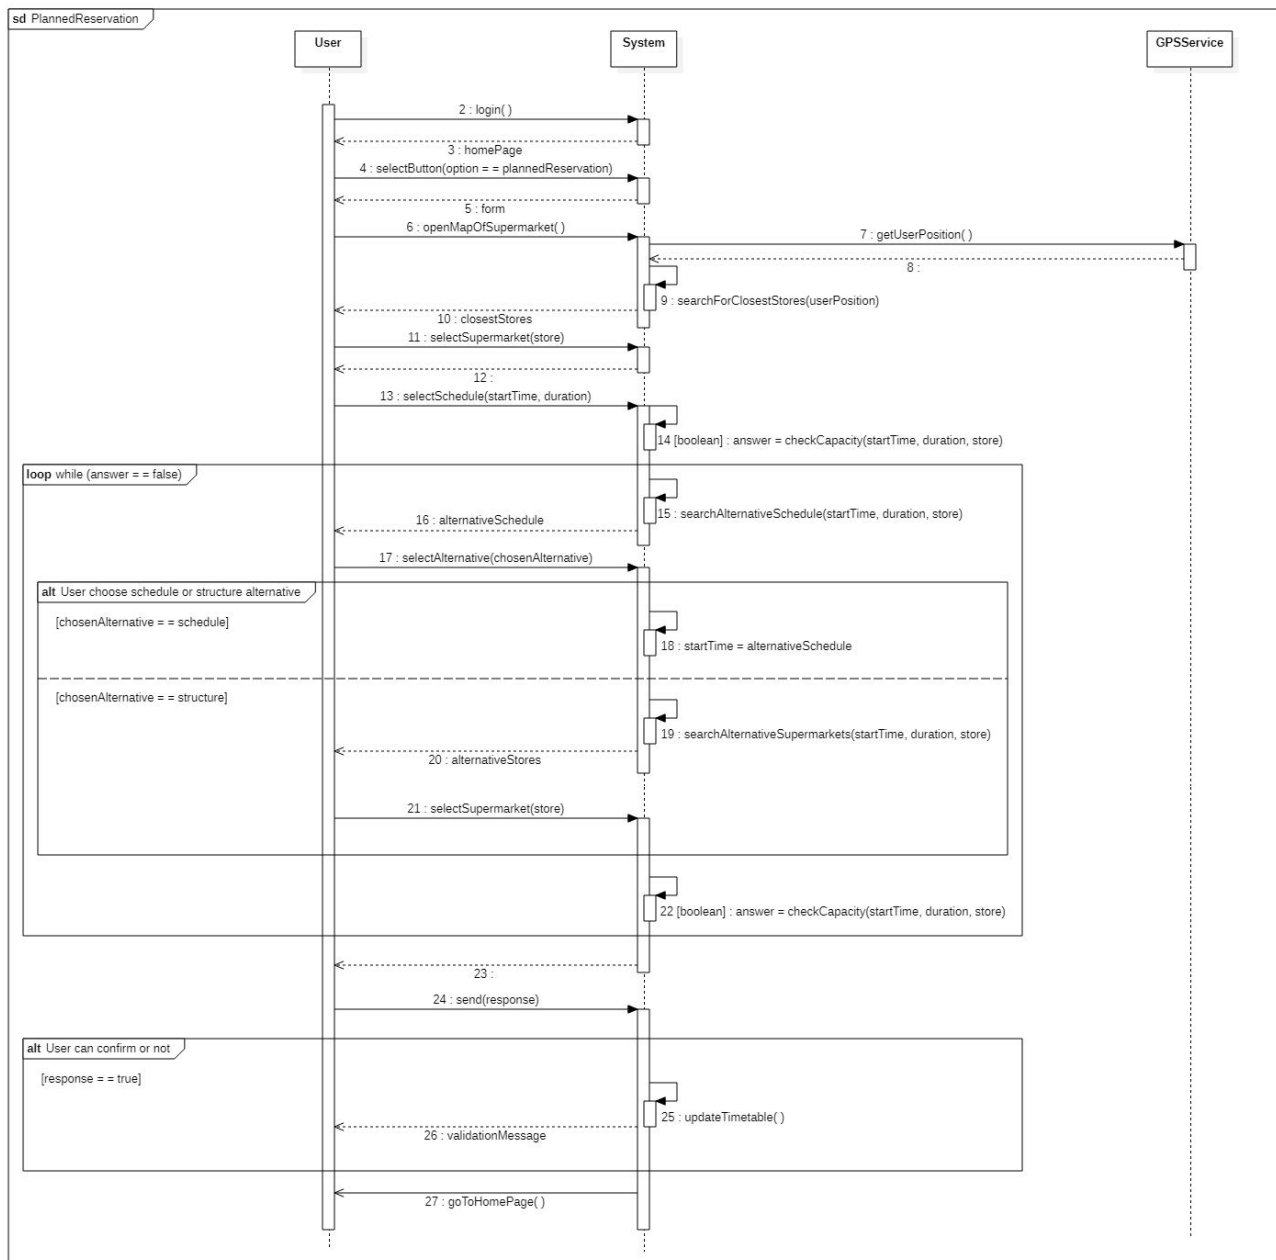 sd PlannedReservation
User
System
GPSService
2 : login( )
3 : homePage
4 : selectButton(option = = plannedReservation)
5 : form
6 : openMapOfSupermarket( )
7 : getUserPosition( )
8 :
9 : searchForClosestStores(userPosition)
10 : closestStores
11 : selectSupermarket(store)
12 :
13 : selectSchedule(startTime, duration)
14 [boolean] : answer = checkCapacity(startTime, duration, store)
loop while (answer = = false)
15 : searchAlternativeSchedule(startTime, duration, store)
16 : alternativeSchedule
17 : selectAlternative(chosenAlternative)
alt User choose schedule or structure alternative
[chosenAlternative = = schedule]
18 : startTime = alternativeSchedule
[chosenAlternative = = structure]
19 : searchAlternativeSupermarkets(startTime, duration, store)
20 : alternativeStores
21 : selectSupermarket(store)
22 [boolean] : answer = checkCapacity(startTime, duration, store)
23 :
24 : send(response)
alt User can confirm or not
[response = = true]
25 : updateTimetable( )
26 : validationMessage
27 : goToHomePage( )